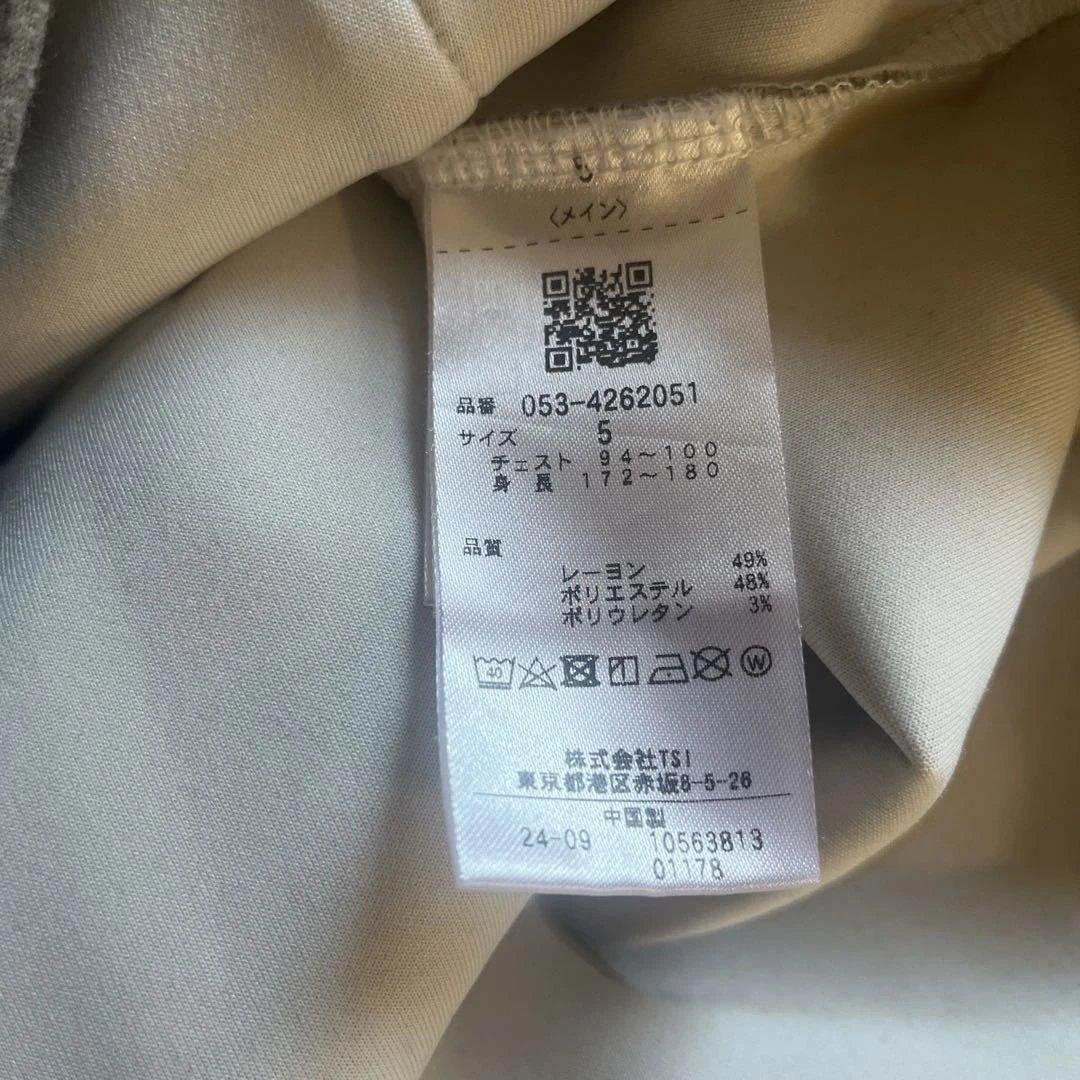 〈メイン〉
品番 053-4262051
サイズ 5
チェスト 94～100
身長 172～180
品質
レーヨン 49%
ポリエステル 48%
ポリウレタン 3%
40
W
株式会社TSI
東京都港区赤坂8-5-26
中国製
24-09 10563813
01178